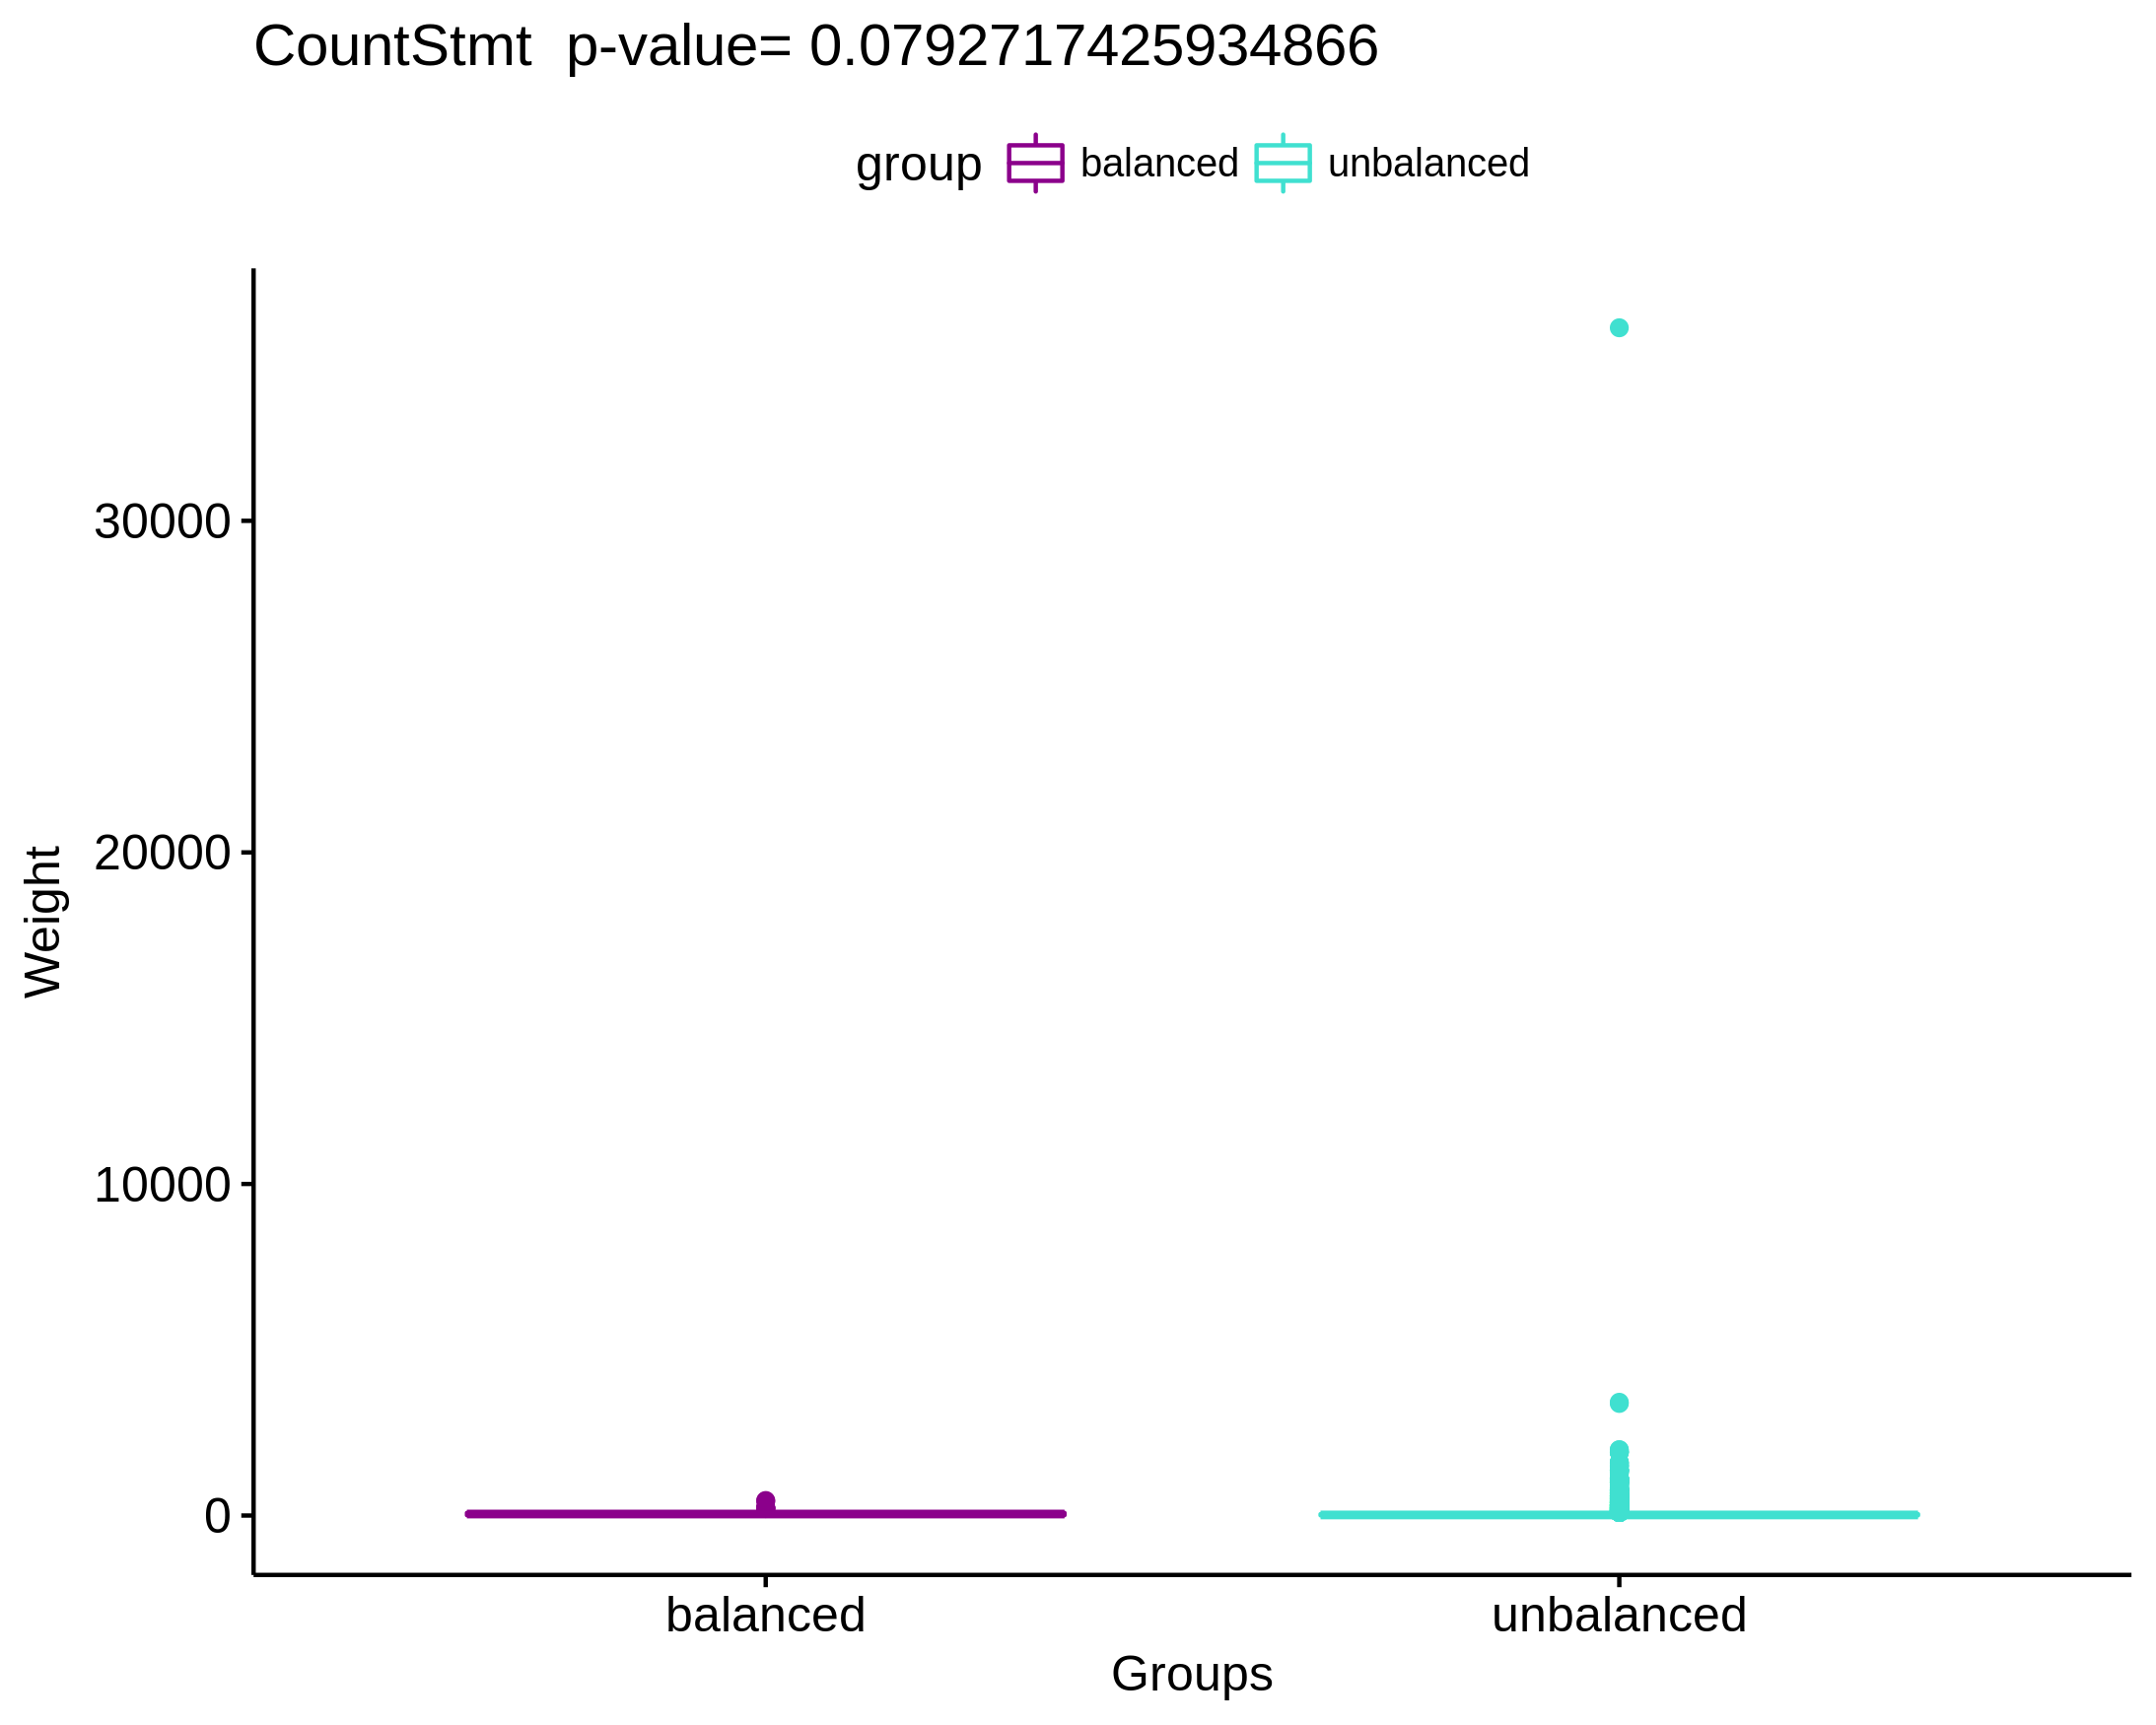 CountStmt  p-value= 0.0792717425934866
group balanced unbalanced
30000
20000
10000
0
Weight
balanced unbalanced
Groups